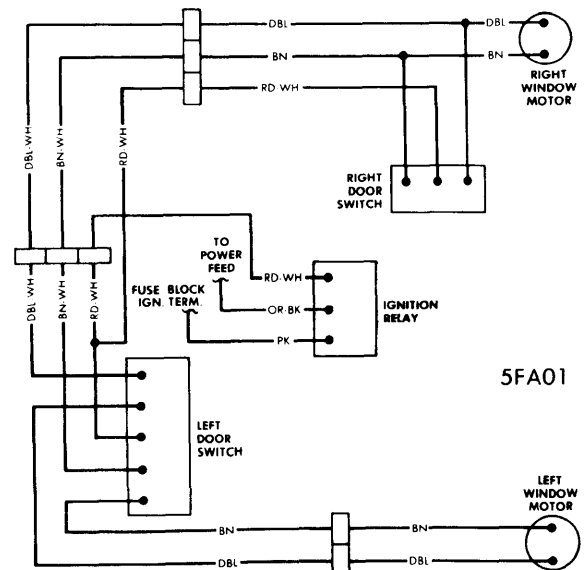 DBL
DBL
BN
BN
RD-WH
RIGHT
WINDOW
MOTOR
DBL-WH
BN-WH
RD-WH
RIGHT
DOOR
SWITCH
TO
POWER
FEED
FUSE BLOCK
IGN. TERM.
RD-WH
OR-BK
PK
IGNITION
RELAY
DBL-WH
BN-WH
RD-WH
5FA01
LEFT
DOOR
SWITCH
LEFT
WINDOW
MOTOR
BN
BN
DBL
DBL